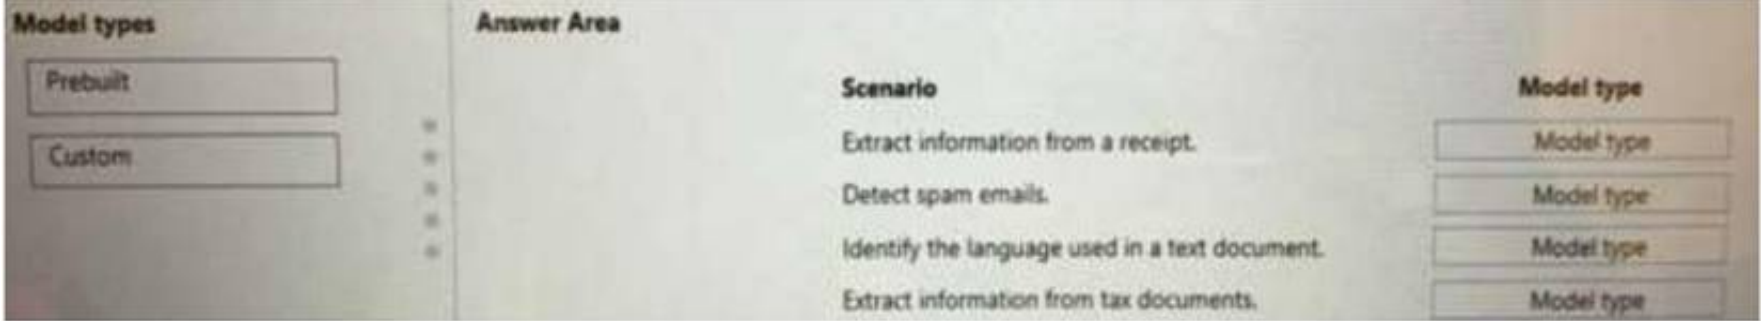 Model types
Prebuilt
Custom
Answer Area
Scenario
Model type
Extract information from a receipt.
Model type
Detect spam emails.
Model type
Identify the language used in a text document.
Model type
Extract information from tax documents.
Model type